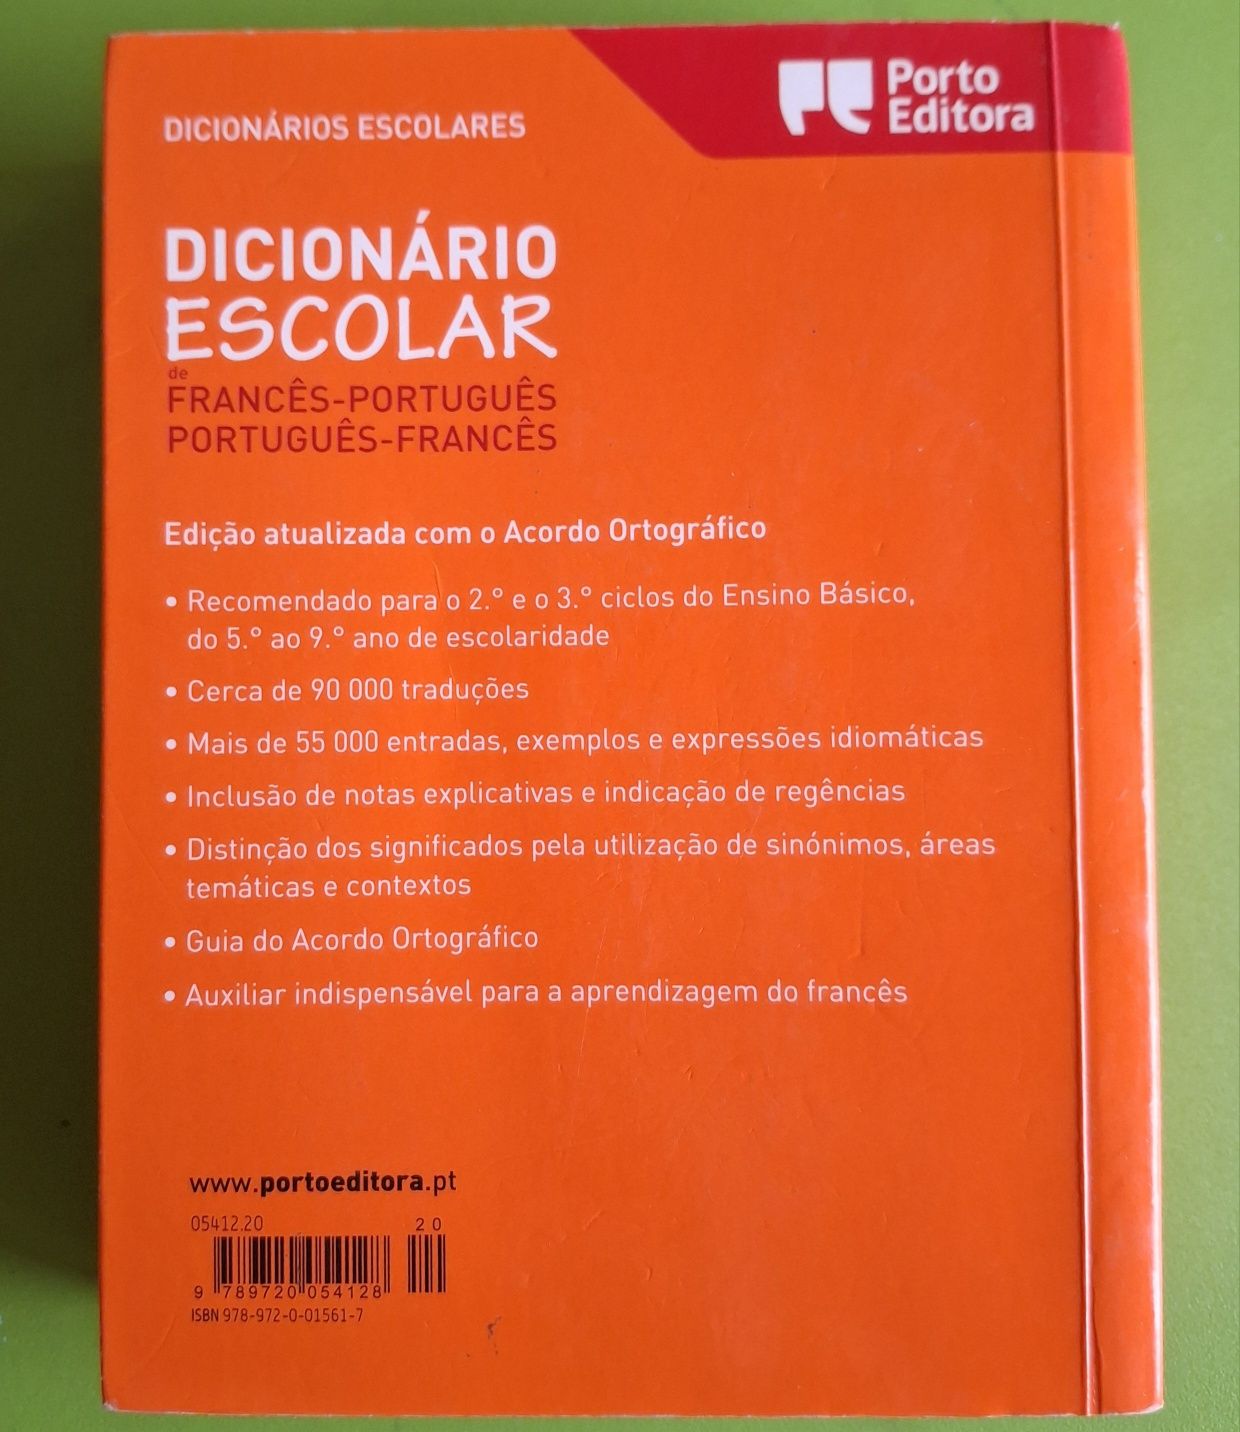 Porto
Editora
DICIONÁRIOS ESCOLARES
DICIONÁRIO
ESCOLAR
de
FRANCÊS-PORTUGUÊS
PORTUGUÊS-FRANCÊS
Edição atualizada com o Acordo Ortográfico
• Recomendado para o 2.º e o 3.º ciclos do Ensino Básico,
do 5.º ao 9.º ano de escolaridade
• Cerca de 90 000 traduções
• Mais de 55 000 entradas, exemplos e expressões idiomáticas
• Inclusão de notas explicativas e indicação de regências
• Distinção dos significados pela utilização de sinónimos, áreas
temáticas e contextos
• Guia do Acordo Ortográfico
• Auxiliar indispensável para a aprendizagem do francês
www.portoeditora.pt
05412.20
20
9 789720 054128
ISBN 978-972-0-01561-7